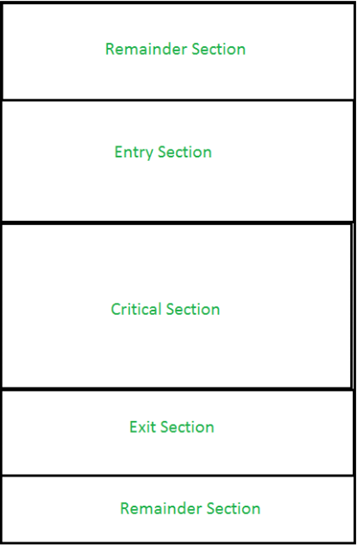 Remainder Section
Entry Section
Critical Section
Exit Section
Remainder Section